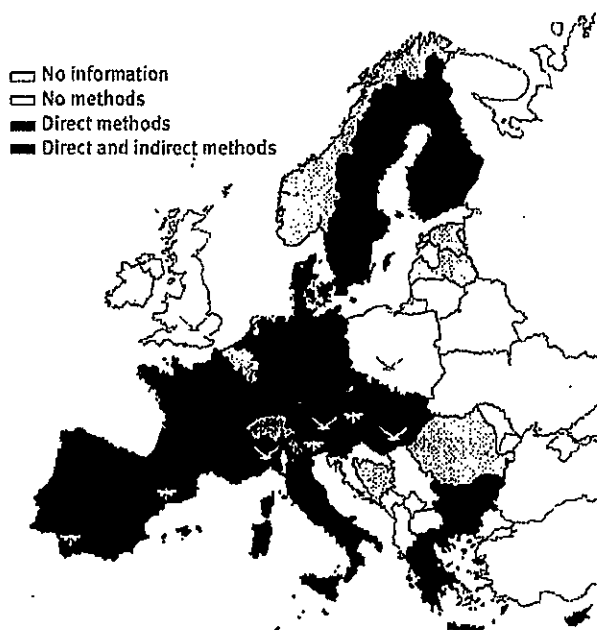 No information
No methods
Direct methods
Direct and indirect methods